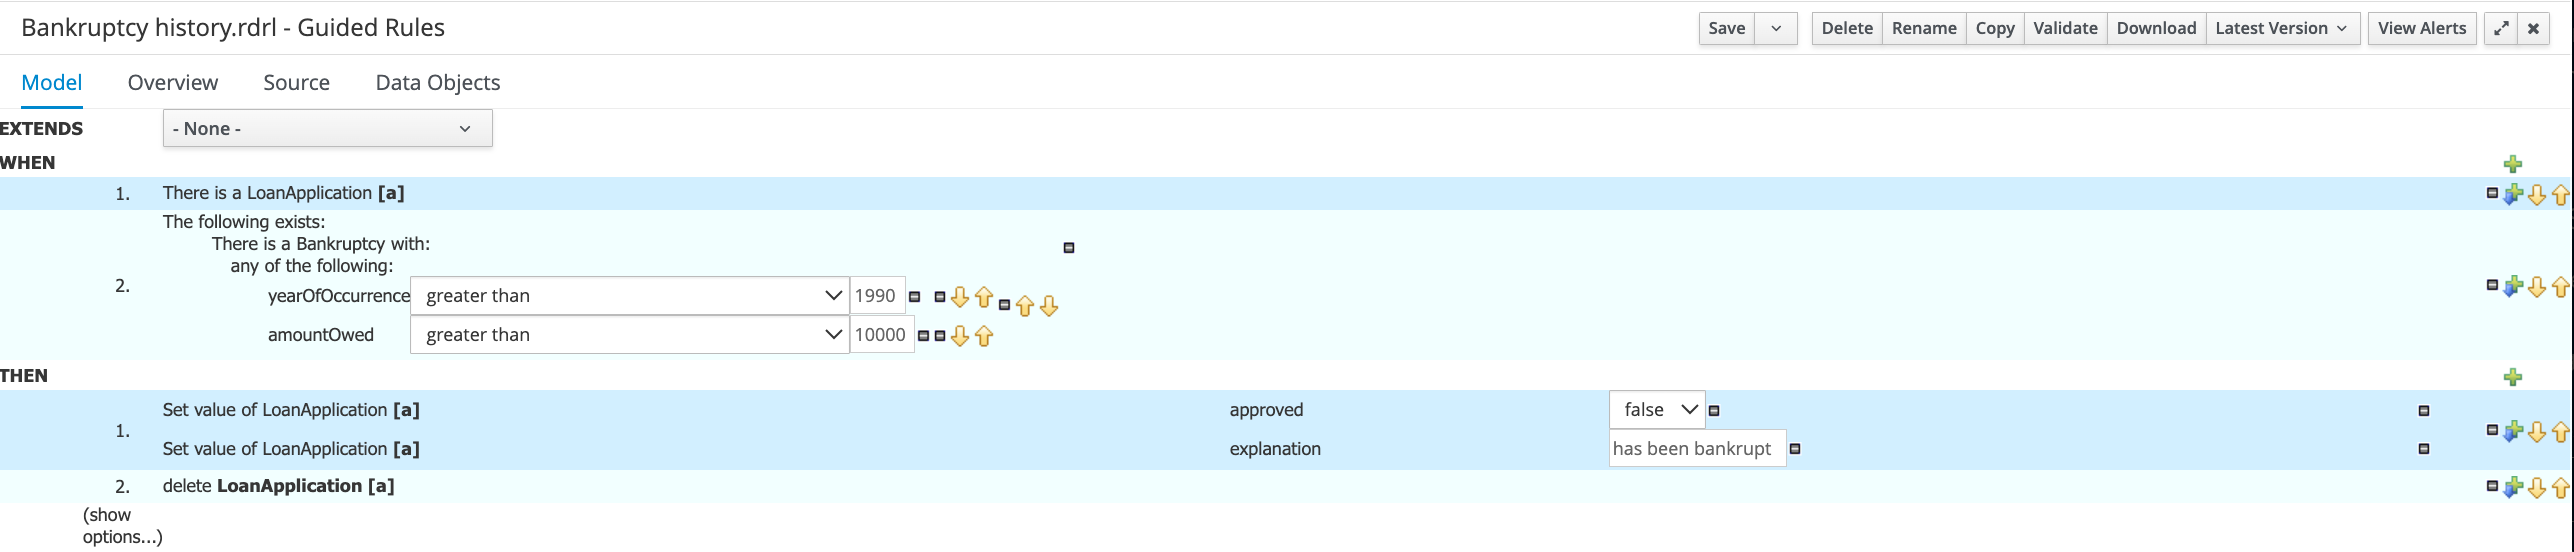 Bankruptcy history.rdrl - Guided Rules
Save Delete Rename Copy Validate Download Latest Version View Alerts
Model Overview Source Data Objects
EXTENDS - None -
WHEN
1. There is a LoanApplication [a]
The following exists:
There is a Bankruptcy with:
any of the following:
2.
yearOfOccurrence greater than 1990
amountOwed greater than 10000
THEN
Set value of LoanApplication [a] approved false
1.
Set value of LoanApplication [a] explanation has been bankrupt
2. delete LoanApplication [a]
(show
options...)